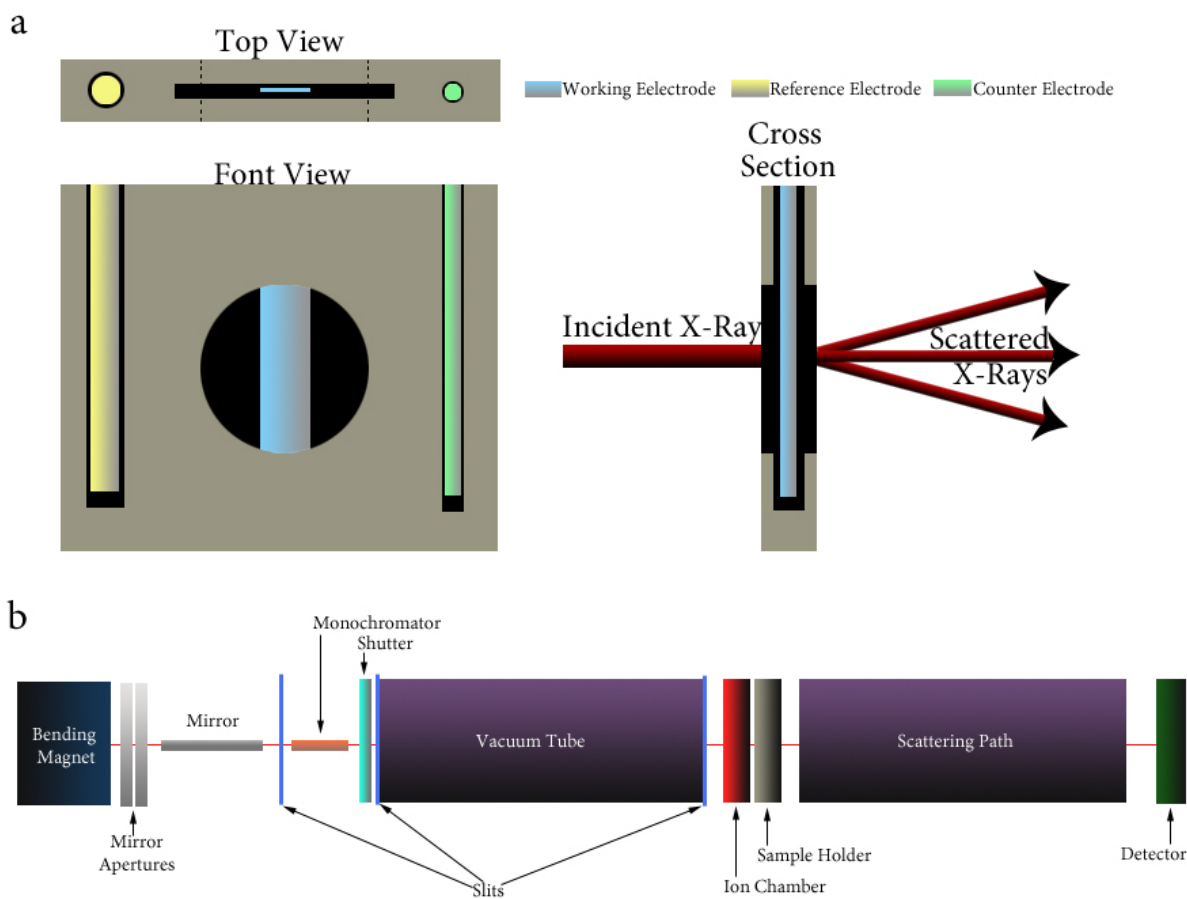 a
Top View
Working Eelectrode
Reference Electrode
Counter Electrode
Font View
Cross
Section
Incident X-Ray
Scattered
X-Rays
b
Monochromator
Shutter
Bending
Magnet
Mirror
Vacuum Tube
Scattering Path
Mirror
Apertures
Slits
Ion Chamber
Sample Holder
Detector